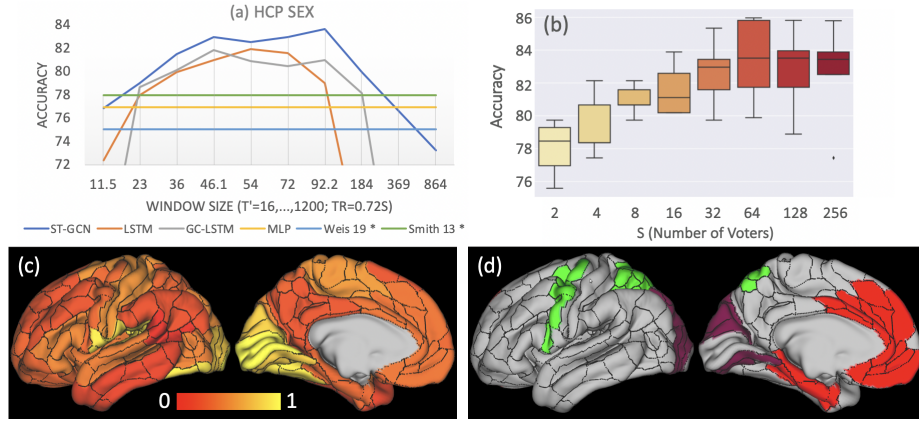 (a) HCP SEX
84
82
80
78
76
74
72
ACCURACY
11.5 23 36 46.1 54 72 92.2 184 369 864
WINDOW SIZE (T'=16,...,1200; TR=0.72S)
ST-GCN LSTM GC-LSTM MLP Weis 19 * Smith 13 *
(b)
86
84
82
80
78
76
Accuracy
2 4 8 16 32 64 128 256
S (Number of Voters)
(c)
0 1
(d)